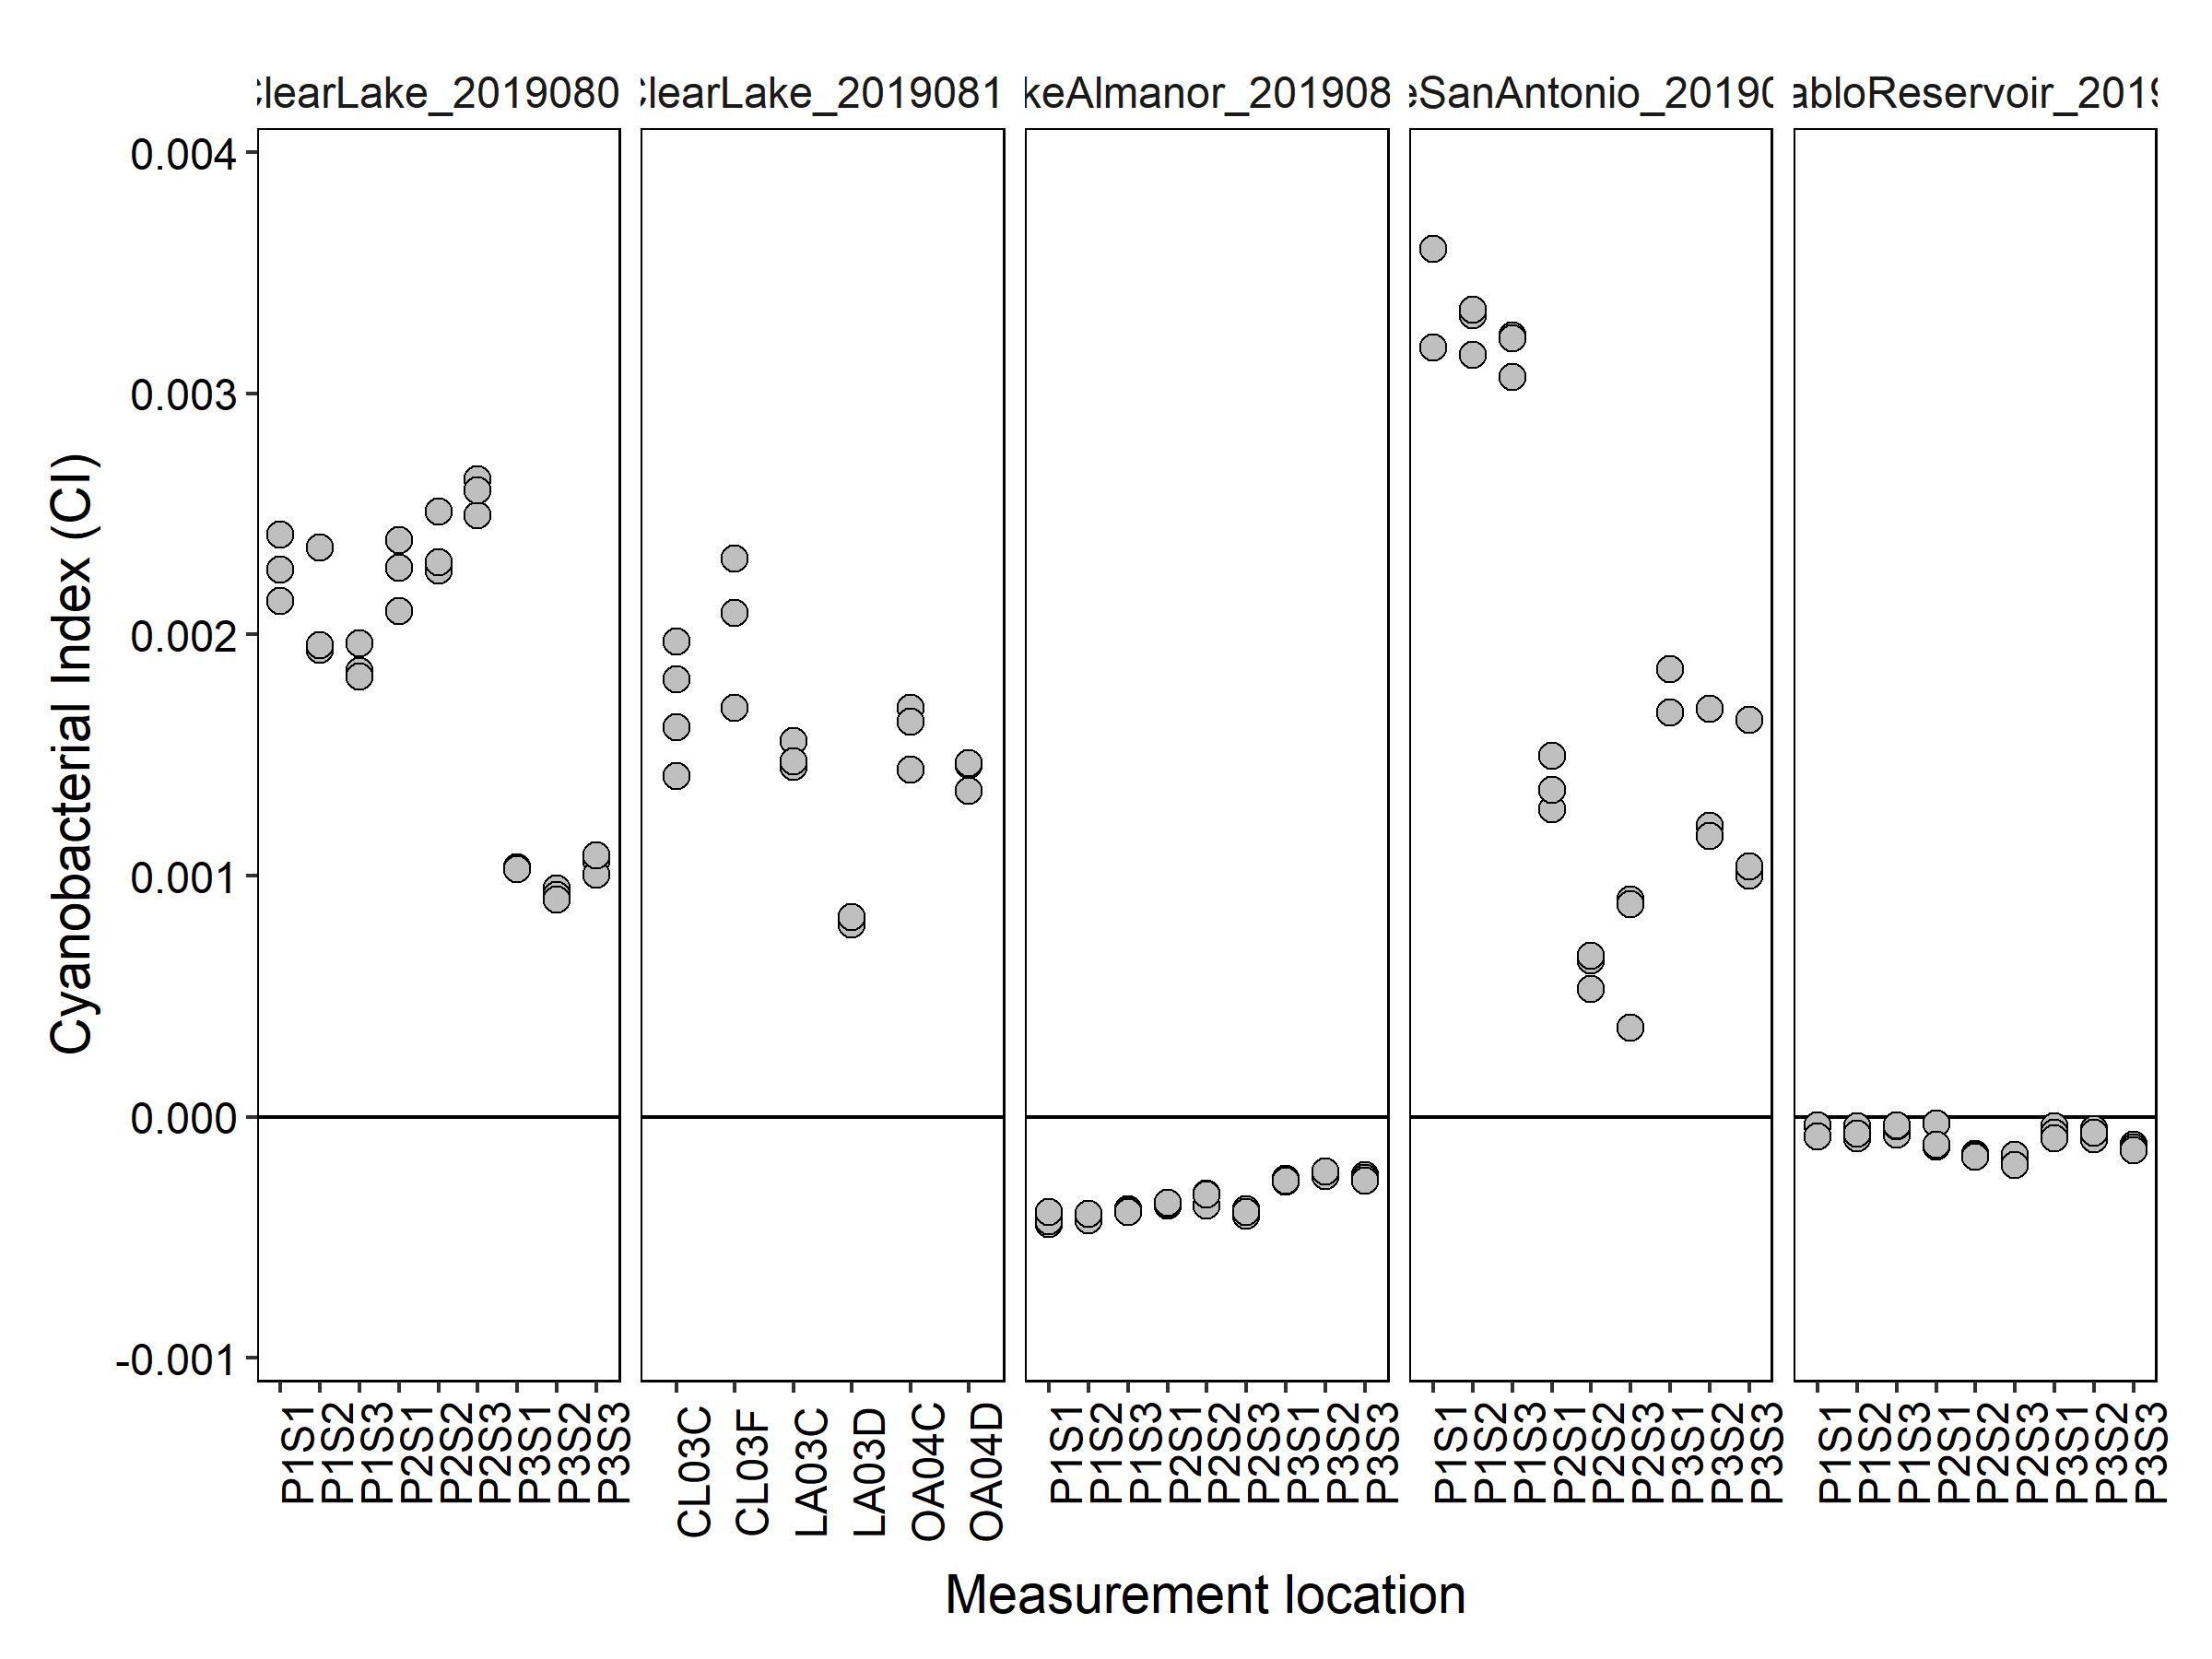 ClearLake_2019080
ClearLake_2019081
keAlmanor_201908
eSanAntonio_2019
abloReservoir_2019
Cyanobacterial Index (CI)
0.004
0.003
0.002
0.001
0.000
-0.001
P1S1
P1S2
P1S3
P2S1
P2S2
P2S3
P3S1
P3S2
P3S3
CL03C
CL03F
LA03C
LA03D
OA04C
OA04D
P1S1
P1S2
P1S3
P2S1
P2S2
P2S3
P3S1
P3S2
P3S3
P1S1
P1S2
P1S3
P2S1
P2S2
P2S3
P3S1
P3S2
P3S3
P1S1
P1S2
P1S3
P2S1
P2S2
P2S3
P3S1
P3S2
P3S3
Measurement location